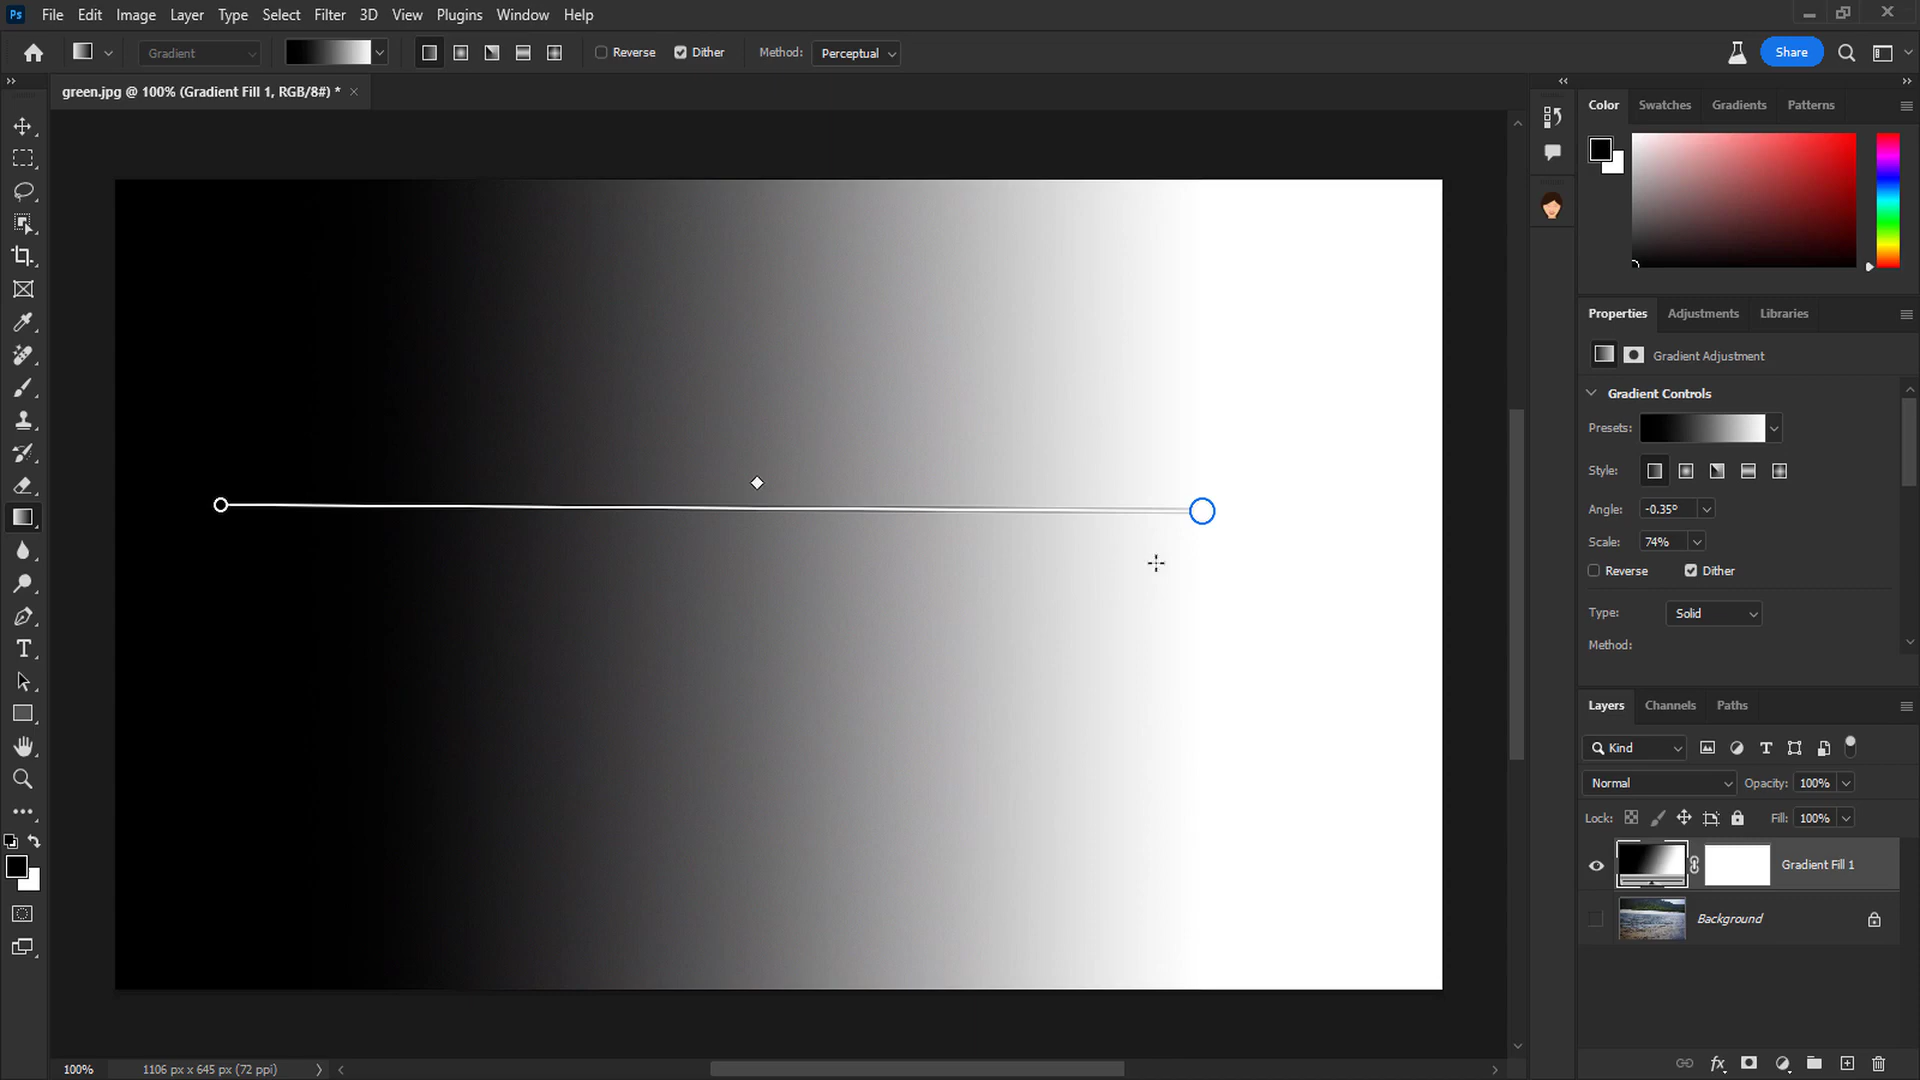 Ps File Edit Image Layer Type Select Filter 3D View Plugins Window Help
Gradient Reverse Dither Method: Perceptual Share
green.jpg @ 100% (Gradient Fill 1, RGB/8#) *
Color Swatches Gradients Patterns
Properties Adjustments Libraries
Gradient Adjustment
Gradient Controls
Presets:
Style:
Angle: -0.35°
Scale: 74%
Reverse Dither
Type: Solid
Method:
Layers Channels Paths
Kind
Normal Opacity: 100%
Lock: Fill: 100%
Gradient Fill 1
Background
100% 1106 px x 645 px (72 ppi)